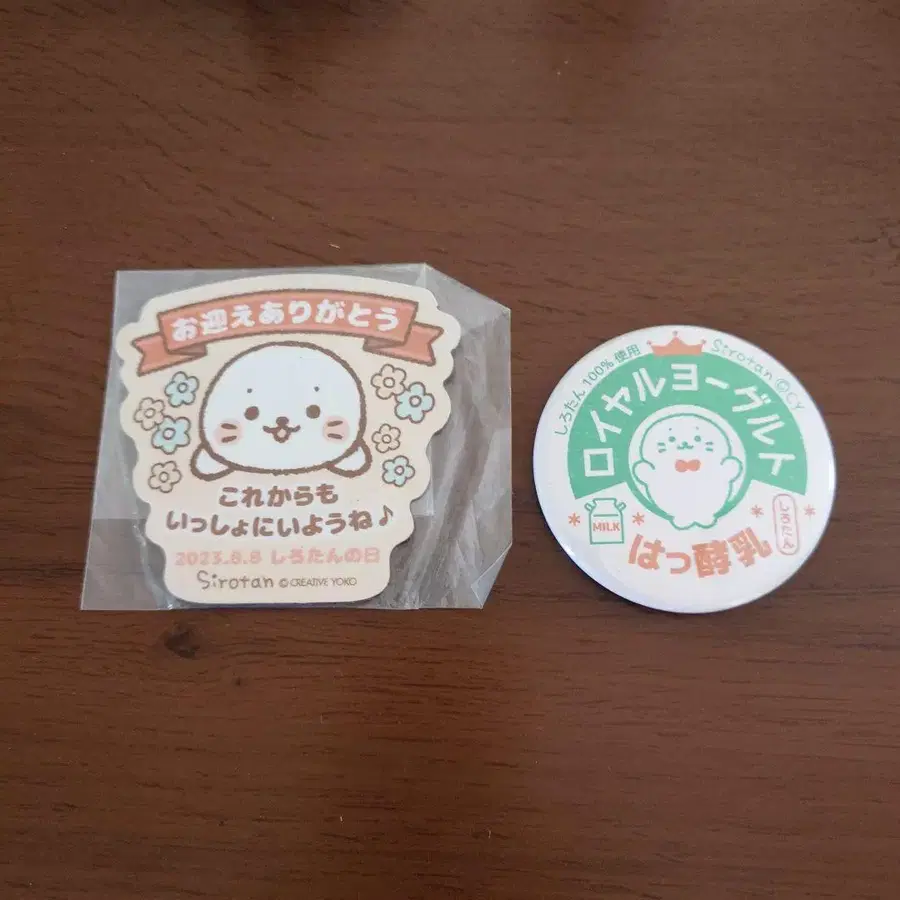 お迎えありがとう
これからも
いっしょにいようね♪
2023.8.8 しろたんの日
Sirotan © CREATIVE YOKO
しろたん100%使用
Sirotan ©CY
ロイヤルヨーグルト
MILK
はっ酵乳
しろたん